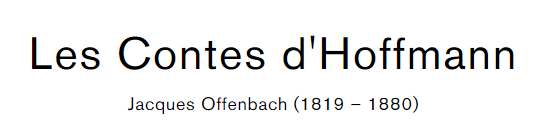 Les Contes d'Hoffmann
Jacques Offenbach (1819 – 1880)